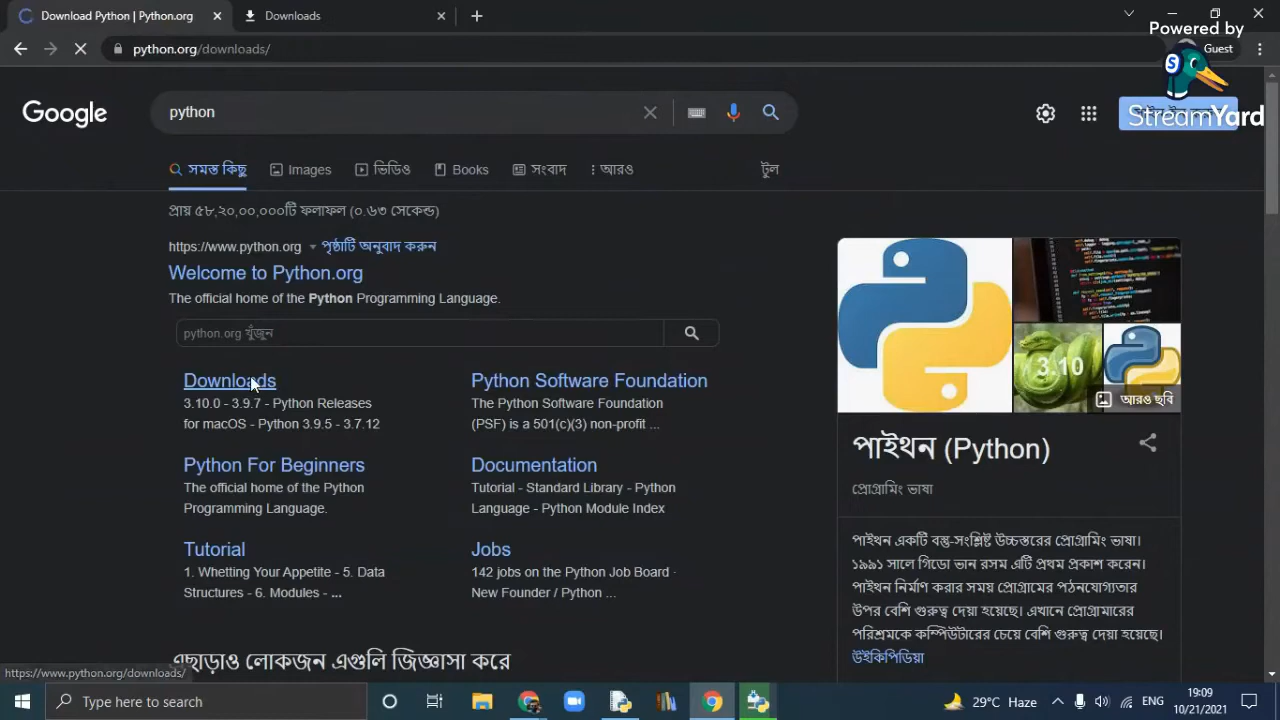 Download Python | Python.org
Downloads
python.org/downloads/
Guest
Powered by
StreamYard
Google
python
সমস্ত কিছু
Images
ভিডিও
Books
সংবাদ
আরও
টুল
প্রায় ৫৮,২০,০০,০০০টি ফলাফল (০.৬৩ সেকেন্ড)
https://www.python.org
পৃষ্ঠাটি অনুবাদ করুন
Welcome to Python.org
The official home of the Python Programming Language.
python.org খুঁজুন
Downloads
3.10.0 - 3.9.7 - Python Releases
for macOS - Python 3.9.5 - 3.7.12
Python Software Foundation
The Python Software Foundation
(PSF) is a 501(c)(3) non-profit ...
Python For Beginners
The official home of the Python
Programming Language.
Documentation
Tutorial - Standard Library - Python
Language - Python Module Index
Tutorial
1. Whetting Your Appetite - 5. Data
Structures - 6. Modules - ...
Jobs
142 jobs on the Python Job Board -
New Founder / Python ...
এছাড়াও লোকজন এগুলি জিজ্ঞাসা করে
3.10
আরও ছবি
পাইথন (Python)
প্রোগ্রামিং ভাষা
পাইথন একটি বস্তু-সংশ্লিষ্ট উচ্চস্তরের প্রোগ্রামিং ভাষা।
১৯৯১ সালে গিডো ভান রসম এটি প্রথম প্রকাশ করেন।
পাইথন নির্মাণ করার সময় প্রোগ্রামের পঠনযোগ্যতার
উপর বেশি গুরুত্ব দেয়া হয়েছে। এখানে প্রোগ্রামারের
পরিশ্রমকে কম্পিউটারের চেয়ে বেশি গুরুত্ব দেয়া হয়েছে।
উইকিপিডিয়া
https://www.python.org/downloads/
Type here to search
29°C Haze
ENG
19:09
10/21/2021